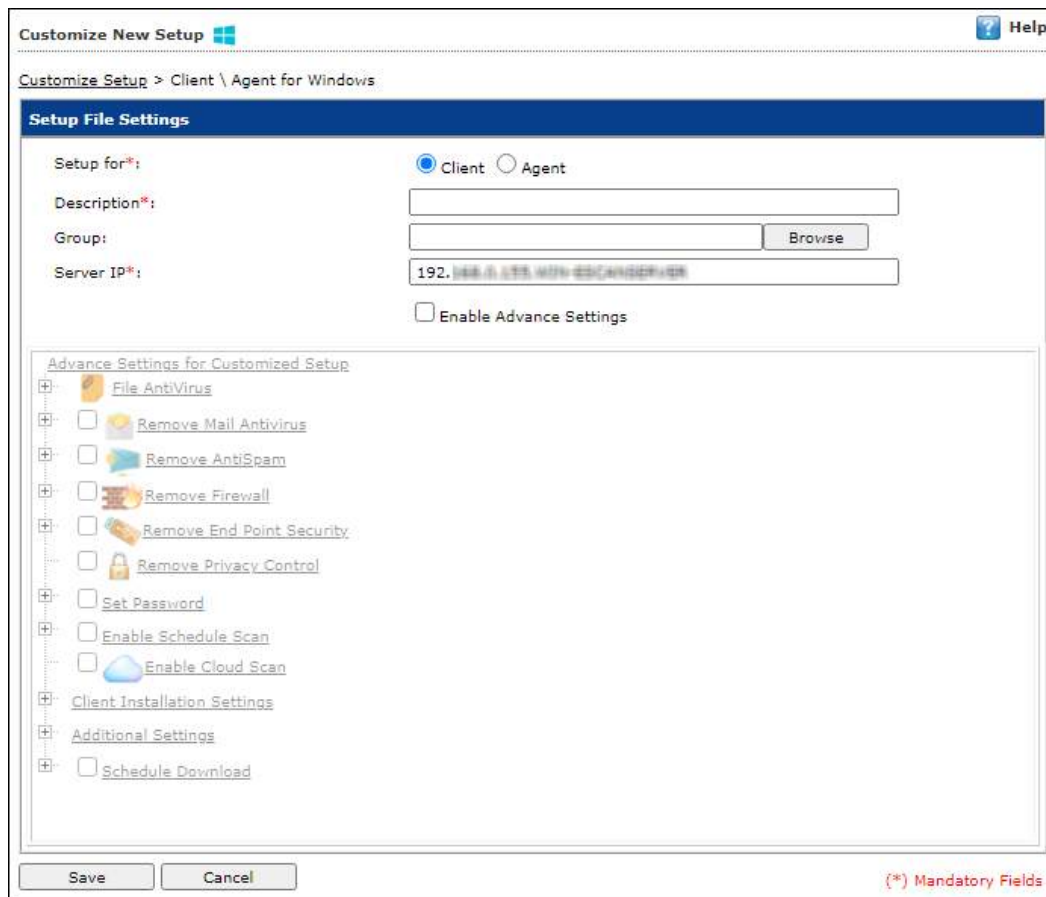 Customize New Setup
Help
Customize Setup > Client \ Agent for Windows
Setup File Settings
Setup for*: Client Agent
Description*:
Group: Browse
Server IP*: 192.
Enable Advance Settings
Advance Settings for Customized Setup
File AntiVirus
Remove Mail Antivirus
Remove AntiSpam
Remove Firewall
Remove End Point Security
Remove Privacy Control
Set Password
Enable Schedule Scan
Enable Cloud Scan
Client Installation Settings
Additional Settings
Schedule Download
Save Cancel
(*) Mandatory Fields